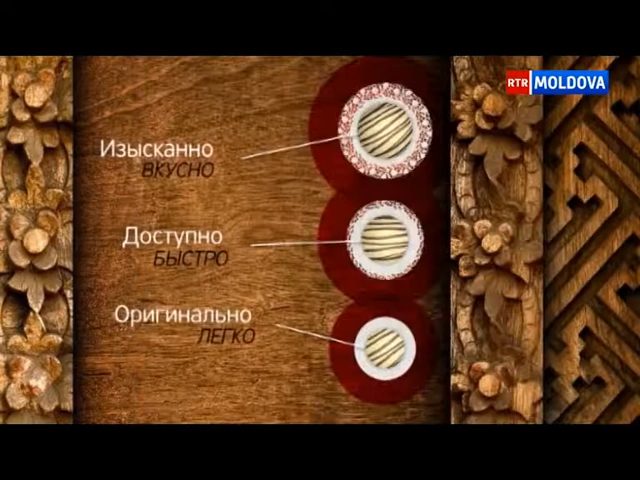 RTR MOLDOVA
Изысканно
ВКУСНО
Доступно
БЫСТРО
Оригинально
ЛЕГКО